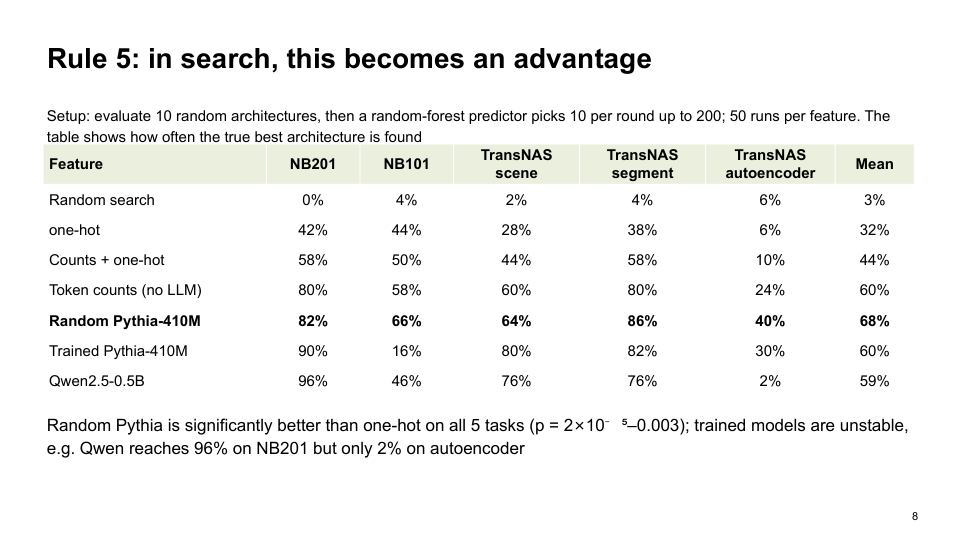 Rule 5: in search, this becomes an advantage
Setup: evaluate 10 random architectures, then a random-forest predictor picks 10 per round up to 200; 50 runs per feature. The
table shows how often the true best architecture is found
Feature NB201 NB101 TransNAS scene TransNAS segment TransNAS autoencoder Mean
Random search 0% 4% 2% 4% 6% 3%
one-hot 42% 44% 28% 38% 6% 32%
Counts + one-hot 58% 50% 44% 58% 10% 44%
Token counts (no LLM) 80% 58% 60% 80% 24% 60%
Random Pythia-410M 82% 66% 64% 86% 40% 68%
Trained Pythia-410M 90% 16% 80% 82% 30% 60%
Qwen2.5-0.5B 96% 46% 76% 76% 2% 59%
Random Pythia is significantly better than one-hot on all 5 tasks (p = 2×10⁻⁵–0.003); trained models are unstable,
e.g. Qwen reaches 96% on NB201 but only 2% on autoencoder
8